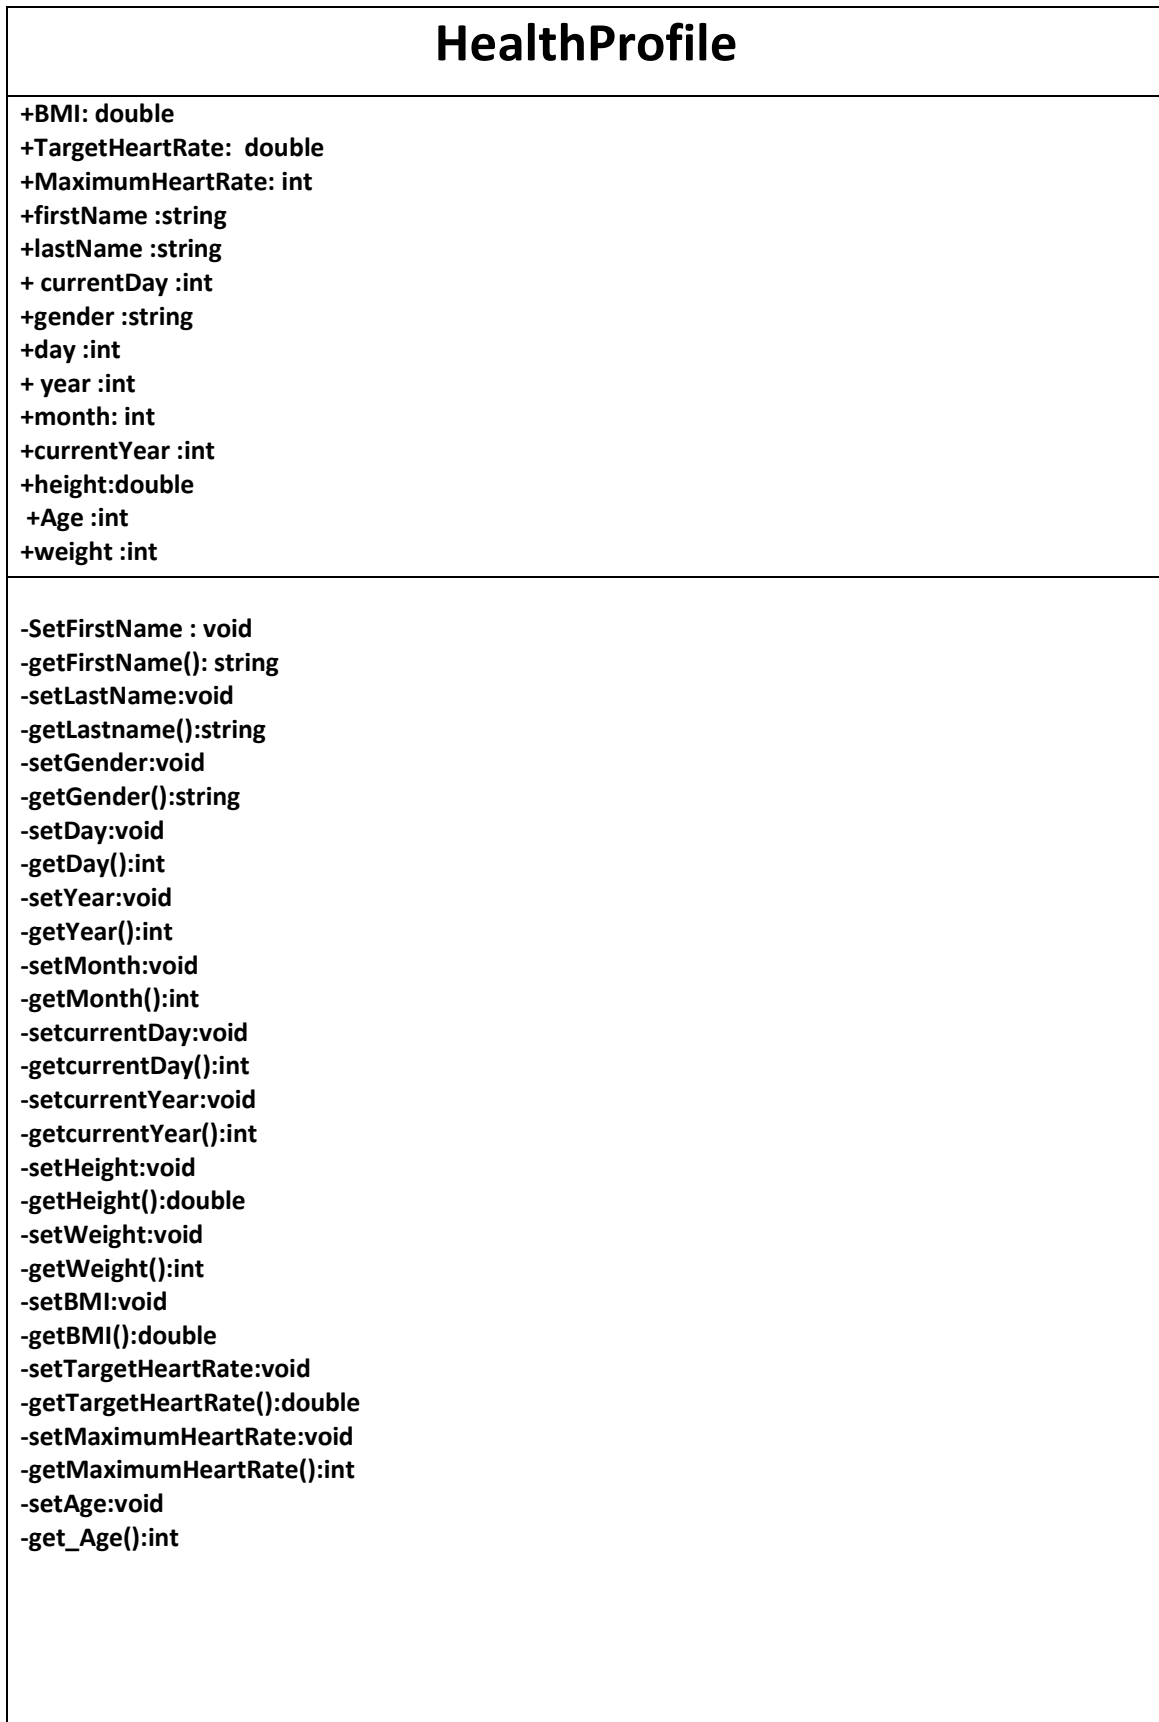 HealthProfile
+BMI: double
+TargetHeartRate:  double
+MaximumHeartRate: int
+firstName :string
+lastName :string
+ currentDay :int
+gender :string
+day :int
+ year :int
+month: int
+currentYear :int
+height:double
+Age :int
+weight :int
-SetFirstName : void
-getFirstName(): string
-setLastName:void
-getLastname():string
-setGender:void
-getGender():string
-setDay:void
-getDay():int
-setYear:void
-getYear():int
-setMonth:void
-getMonth():int
-setcurrentDay:void
-getcurrentDay():int
-setcurrentYear:void
-getcurrentYear():int
-setHeight:void
-getHeight():double
-setWeight:void
-getWeight():int
-setBMI:void
-getBMI():double
-setTargetHeartRate:void
-getTargetHeartRate():double
-setMaximumHeartRate:void
-getMaximumHeartRate():int
-setAge:void
-get_Age():int